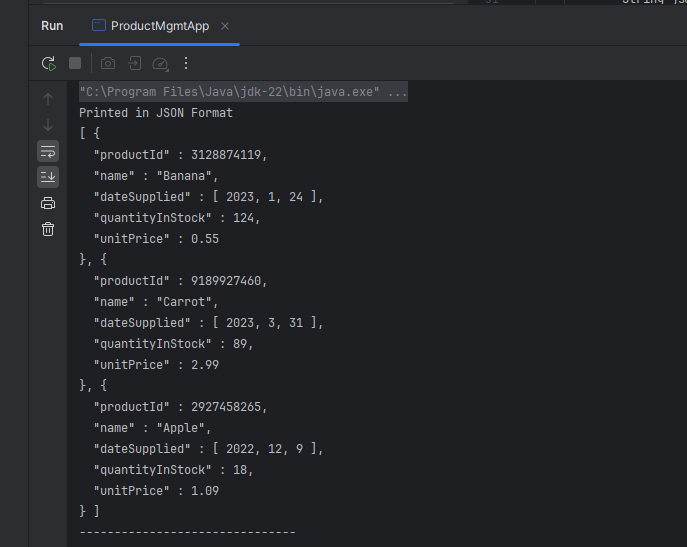 Run
ProductMgmtApp
"C:\Program Files\Java\jdk-22\bin\java.exe" ...
Printed in JSON Format
[ {
  "productId" : 3128874119,
  "name" : "Banana",
  "dateSupplied" : [ 2023, 1, 24 ],
  "quantityInStock" : 124,
  "unitPrice" : 0.55
}, {
  "productId" : 9189927460,
  "name" : "Carrot",
  "dateSupplied" : [ 2023, 3, 31 ],
  "quantityInStock" : 89,
  "unitPrice" : 2.99
}, {
  "productId" : 2927458265,
  "name" : "Apple",
  "dateSupplied" : [ 2022, 12, 9 ],
  "quantityInStock" : 18,
  "unitPrice" : 1.09
} ]
-------------------------------